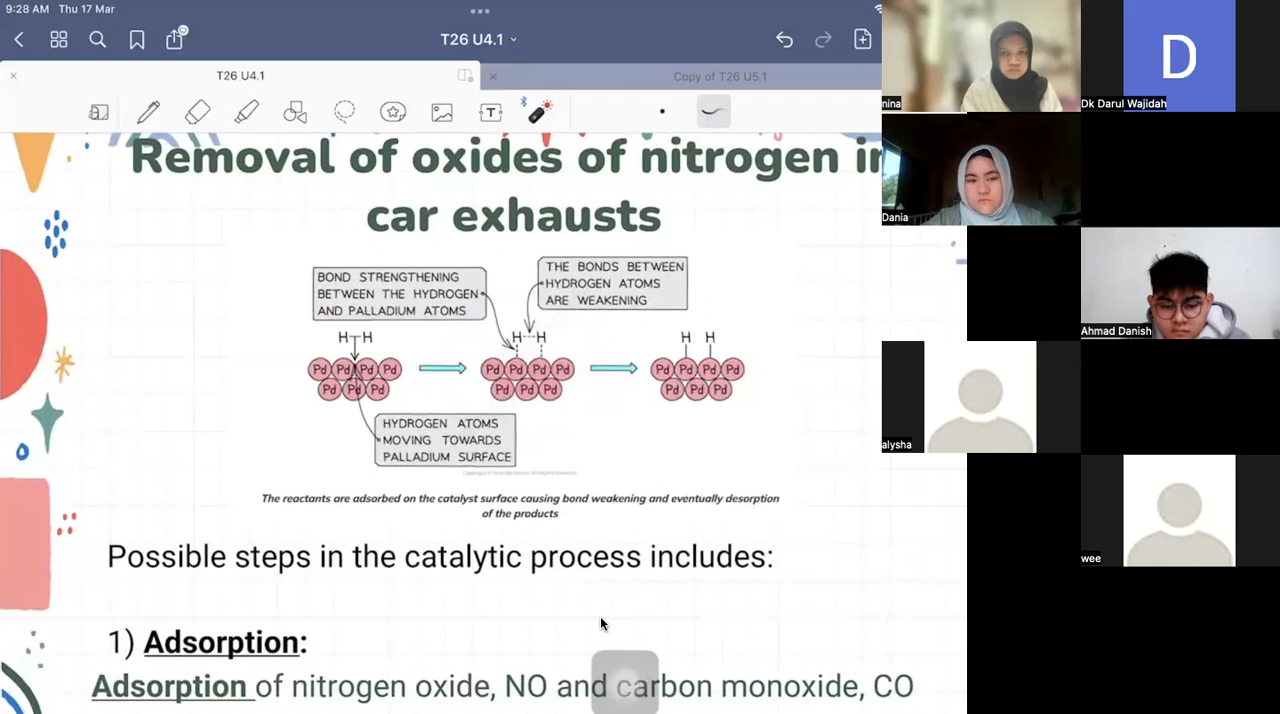 9:28 AM Thu 17 Mar
T26 U4.1
T26 U4.1
Copy of T26 U5.1
T
Removal of oxides of nitrogen in
car exhausts
BOND STRENGTHENING
BETWEEN THE HYDROGEN
AND PALLADIUM ATOMS
THE BONDS BETWEEN
HYDROGEN ATOMS
ARE WEAKENING
H H
H H
H H
Pd Pd Pd Pd
Pd Pd Pd
Pd Pd Pd Pd
Pd Pd Pd
Pd Pd Pd Pd
Pd Pd Pd
HYDROGEN ATOMS
MOVING TOWARDS
PALLADIUM SURFACE
The reactants are adsorbed on the catalyst surface causing bond weakening and eventually desorption
of the products
Possible steps in the catalytic process includes:
1) Adsorption:
Adsorption of nitrogen oxide, NO and carbon monoxide, CO
nina
D
Dk Darul Wajidah
Dania
Ahmad Danish
alysha
wee